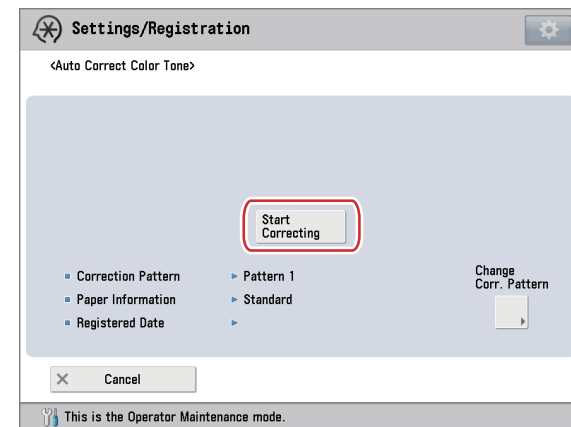 Settings/Registration
<Auto Correct Color Tone>
Start
Correcting
Correction Pattern
Pattern 1
Paper Information
Standard
Registered Date
Change
Corr. Pattern
Cancel
This is the Operator Maintenance mode.